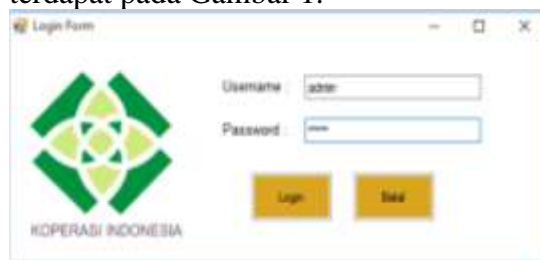 terdapat pada Gambar 1.
Login Form
Username : admin
Password : *****
Login Batal
KOPERASI INDONESIA